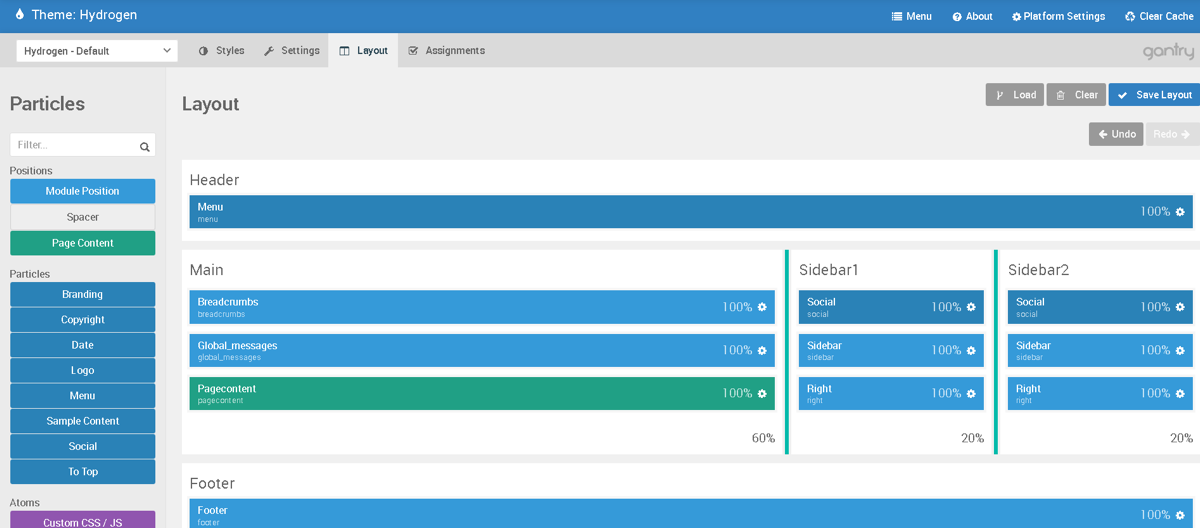 Theme: Hydrogen
Menu
About
Platform Settings
Clear Cache
Hydrogen - Default
Styles
Settings
Layout
Assignments
gantry
Particles
Filter...
Positions
Module Position
Spacer
Page Content
Particles
Branding
Copyright
Date
Logo
Menu
Sample Content
Social
To Top
Atoms
Custom CSS / JS
Layout
Load
Clear
Save Layout
Undo
Redo
Header
Menu
menu
100%
Main
Breadcrumbs
breadcrumbs
100%
Global_messages
global_messages
100%
Pagecontent
pagecontent
100%
60%
Sidebar1
Social
social
100%
Sidebar
sidebar
100%
Right
right
100%
20%
Sidebar2
Social
social
100%
Sidebar
sidebar
100%
Right
right
100%
20%
Footer
Footer
footer
100%